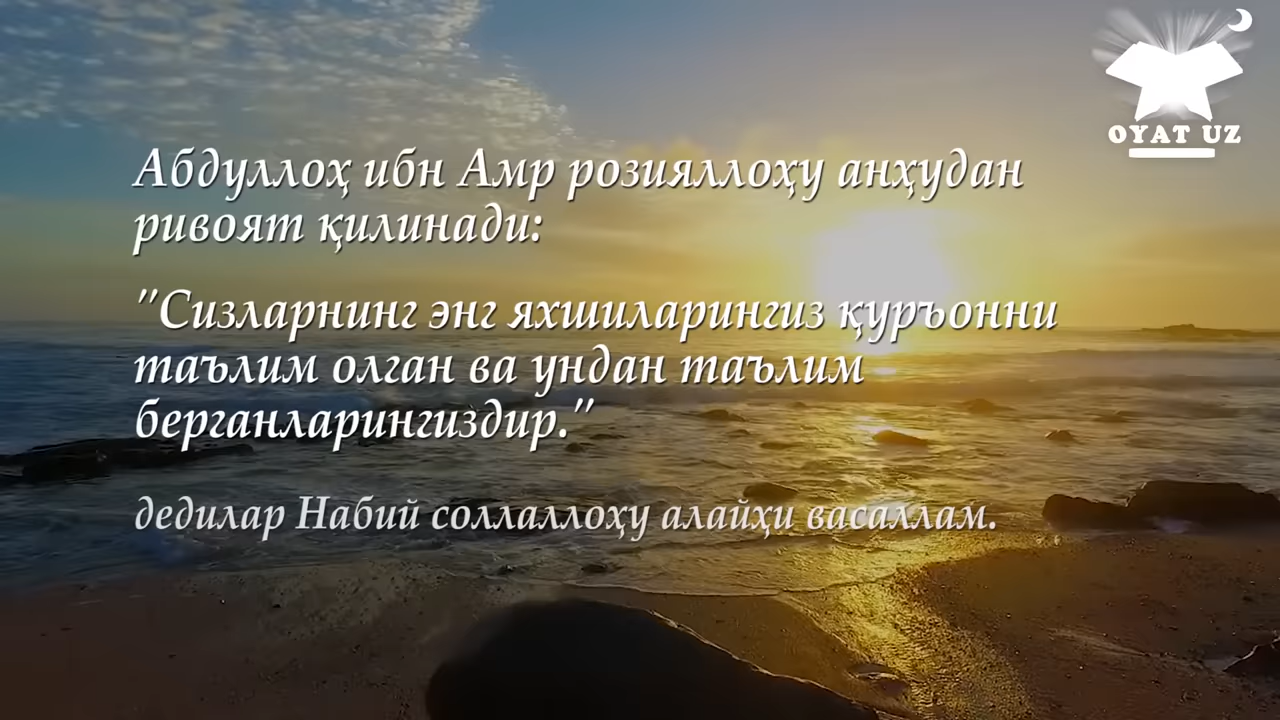 OYAT UZ
Абдуллоҳ ибн Амр розияллоҳу анҳудан
ривоят қилинади:
"Сизларнинг энг яхшиларингиз қуръонни
таълим олган ва ундан таълим
берганларингиздир."
дедилар Набий соллаллоҳу алайҳи васаллам.